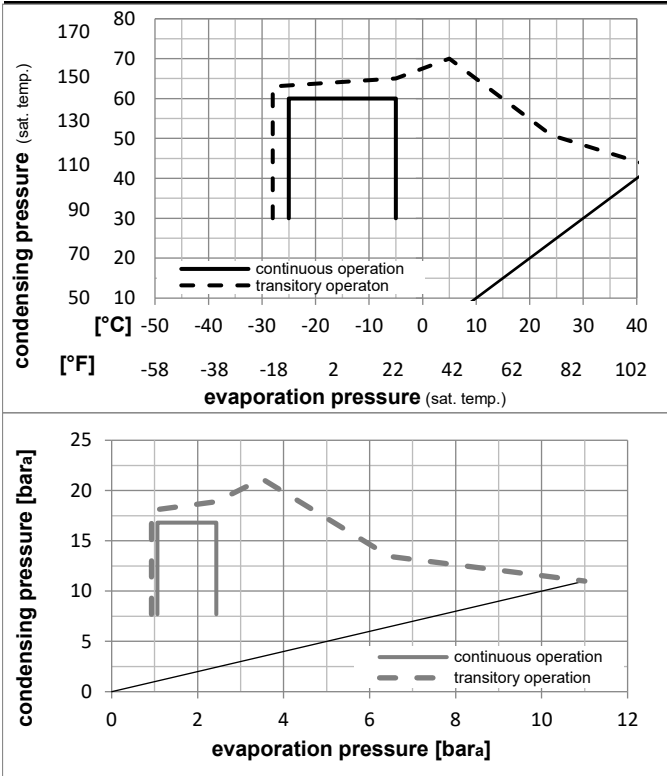 170 80
70
150
60
130
50
110
40
90
30
70
20
50 10
condensing pressure (sat. temp.)
continuous operation
transitory operaton
[°C] -50 -40 -30 -20 -10 0 10 20 30 40
[°F] -58 -38 -18 2 22 42 62 82 102
evaporation pressure (sat. temp.)
25
20
15
10
5
0
condensing pressure [bara]
continuous operation
transitory operation
0 2 4 6 8 10 12
evaporation pressure [bara]